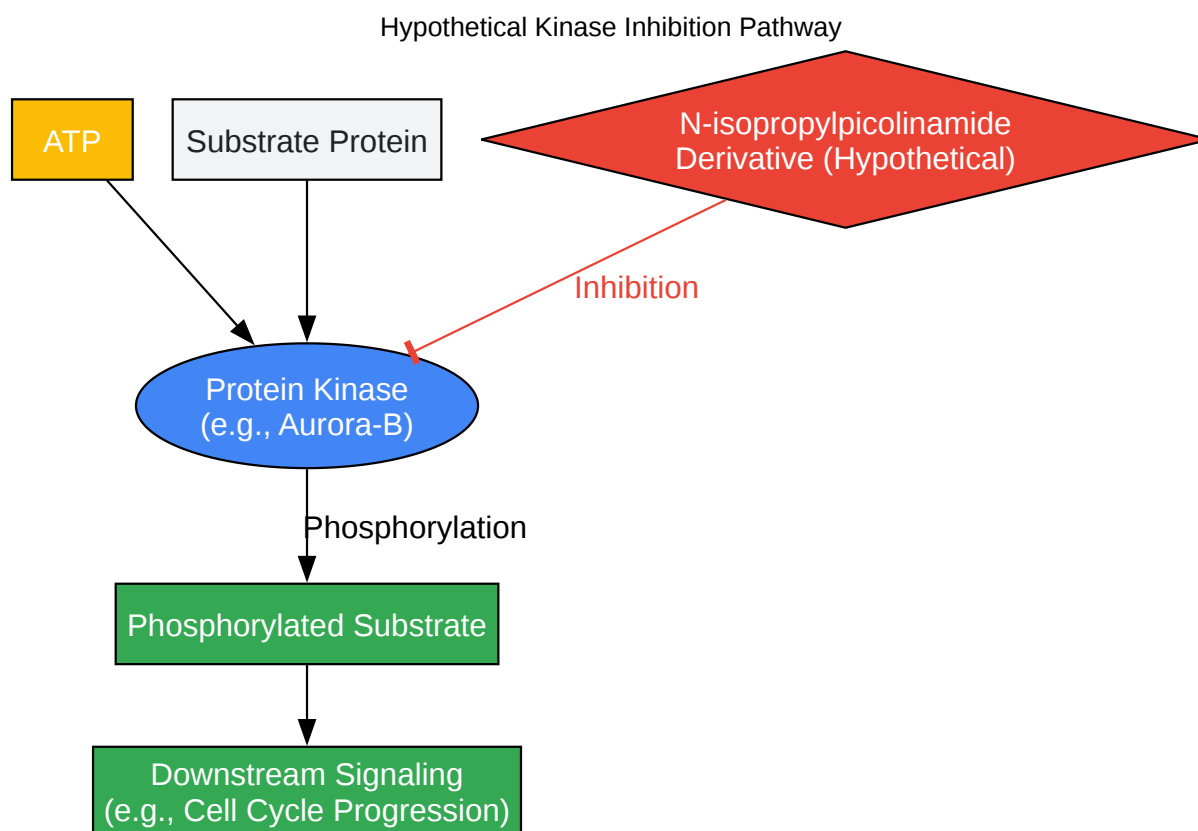 Hypothetical Kinase Inhibition Pathway
ATP
Substrate Protein
N-isopropylpicolinamide
Derivative (Hypothetical)
Inhibition
Protein Kinase
(e.g., Aurora-B)
Phosphorylation
Phosphorylated Substrate
Downstream Signaling
(e.g., Cell Cycle Progression)